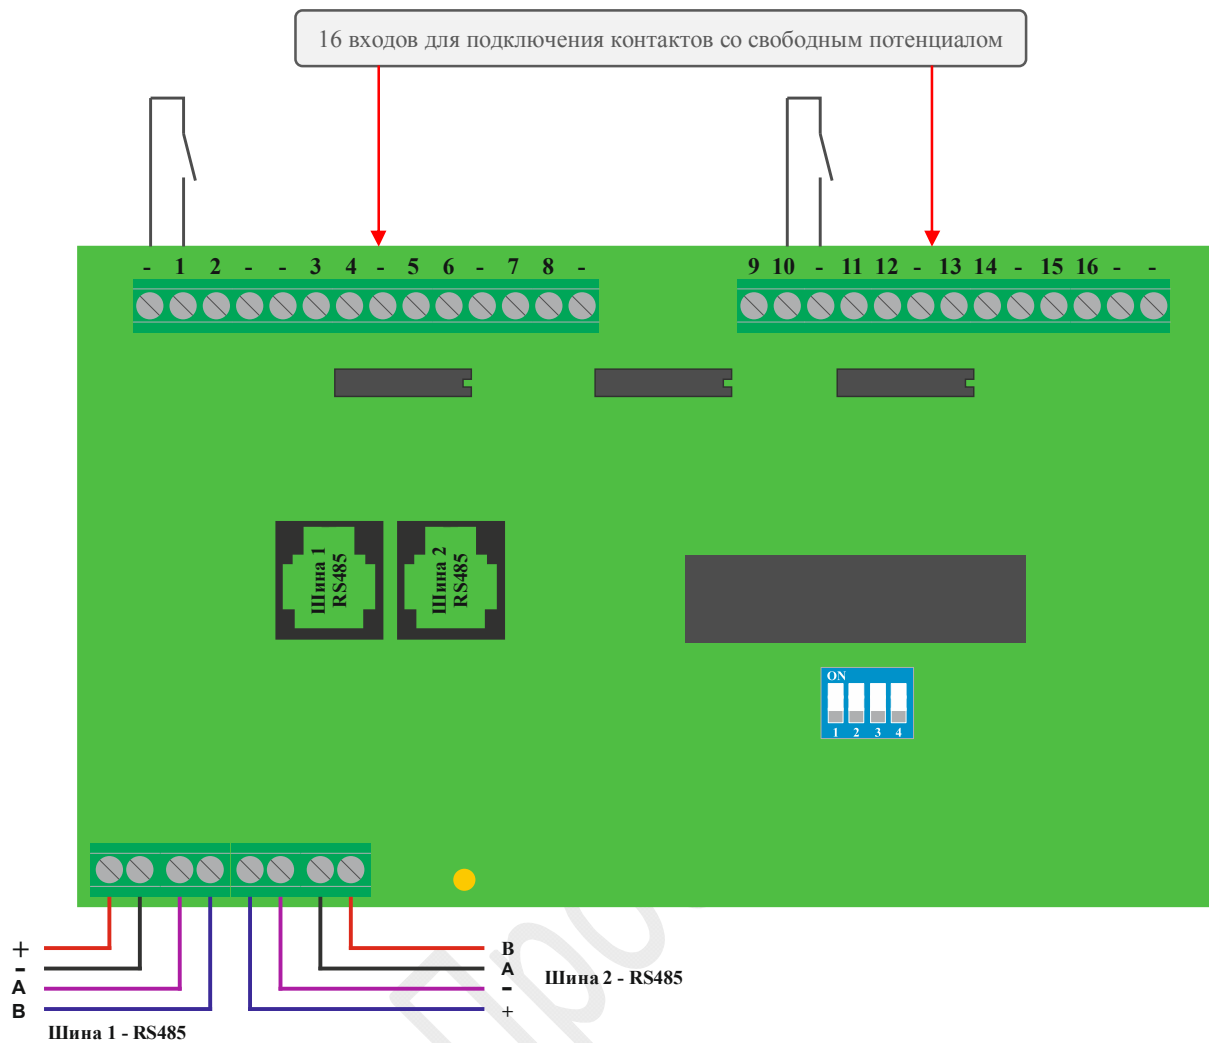 16 входов для подключения контактов со свободным потенциалом
- 1 2 - - 3 4 - 5 6 - 7 8 -
9 10 - 11 12 - 13 14 - 15 16 - -
Шина 1
RS485
Шина 2
RS485
ON
1 2 3 4
+
-
A
B
Шина 1 - RS485
B
A
-
+
Шина 2 - RS485
Про